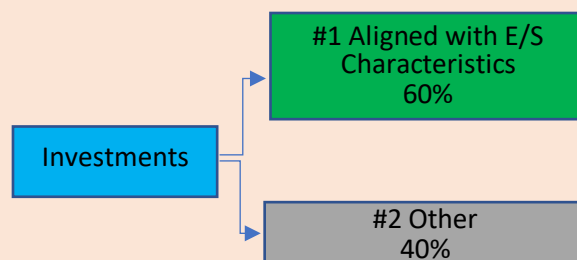 #1 Aligned with E/S
Characteristics
60%
Investments
#2 Other
40%